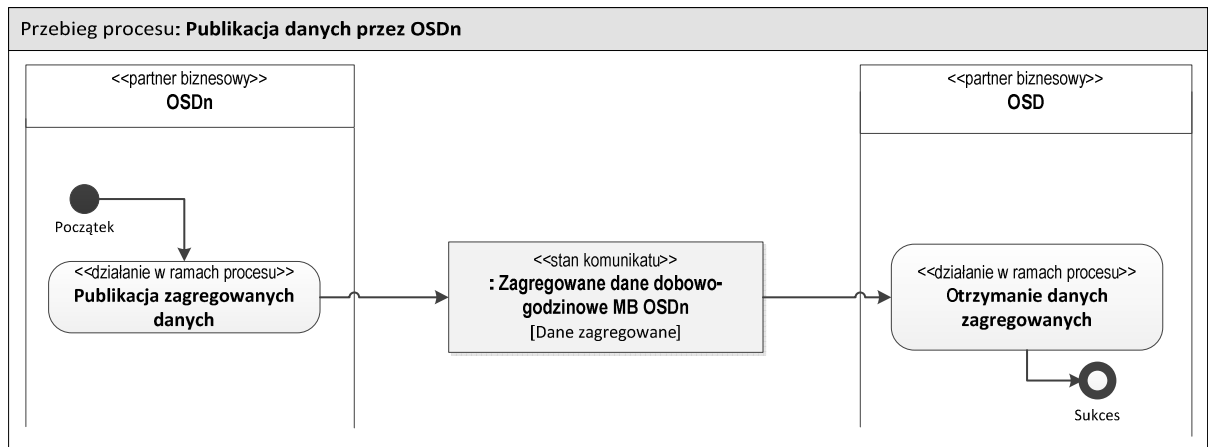 Przebieg procesu: Publikacja danych przez OSDn
<<partner biznesowy>>
OSDn
<<partner biznesowy>>
OSD
Początek
<<działanie w ramach procesu>>
Publikacja zagregowanych
danych
<<stan komunikatu>>
: Zagregowane dane dobowo-
godzinowe MB OSDn
[Dane zagregowane]
<<działanie w ramach procesu>>
Otrzymanie danych
zagregowanych
Sukces